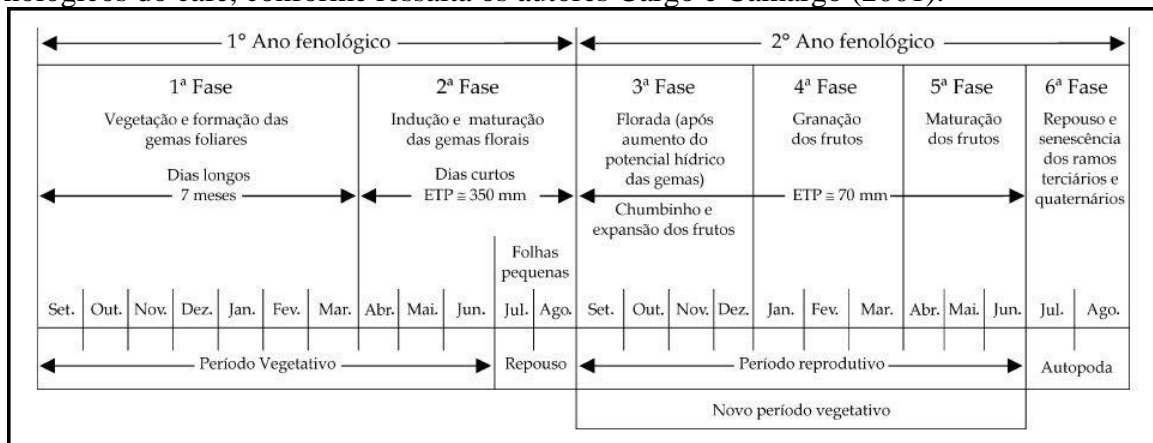 nológicos do café, conforme ressalta os autores Cargo e Camargo (2001).
1° Ano fenológico
2° Ano fenológico
1ª Fase
Vegetação e formação das
gemas foliares
Dias longos
7 meses
2ª Fase
Indução e maturação
das gemas florais
Dias curtos
ETP ≅ 350 mm
Folhas
pequenas
3ª Fase
Florada (após
aumento do
potencial hídrico
das gemas)
Chumbinho e
expansão dos frutos
4ª Fase
Granação
dos frutos
ETP ≅ 70 mm
5ª Fase
Maturação
dos frutos
6ª Fase
Repouso e
senescência
dos ramos
terciários e
quaternários
Set. Out. Nov. Dez. Jan. Fev. Mar. Abr. Mai. Jun. Jul. Ago. Set. Out. Nov. Dez. Jan. Fev. Mar. Abr. Mai. Jun. Jul. Ago.
Período Vegetativo Repouso Período reprodutivo Autopoda
Novo período vegetativo